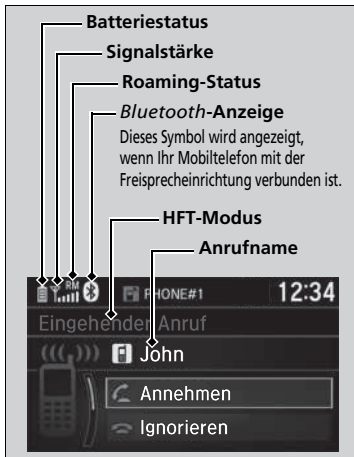 Batteriestatus
Signalstärke
Roaming-Status
Bluetooth-Anzeige
Dieses Symbol wird angezeigt,
wenn Ihr Mobiltelefon mit der
Freisprecheinrichtung verbunden ist.
HFT-Modus
Anrufname
RM PHONE#1 12:34
Eingehender Anruf
John
Annehmen
Ignorieren